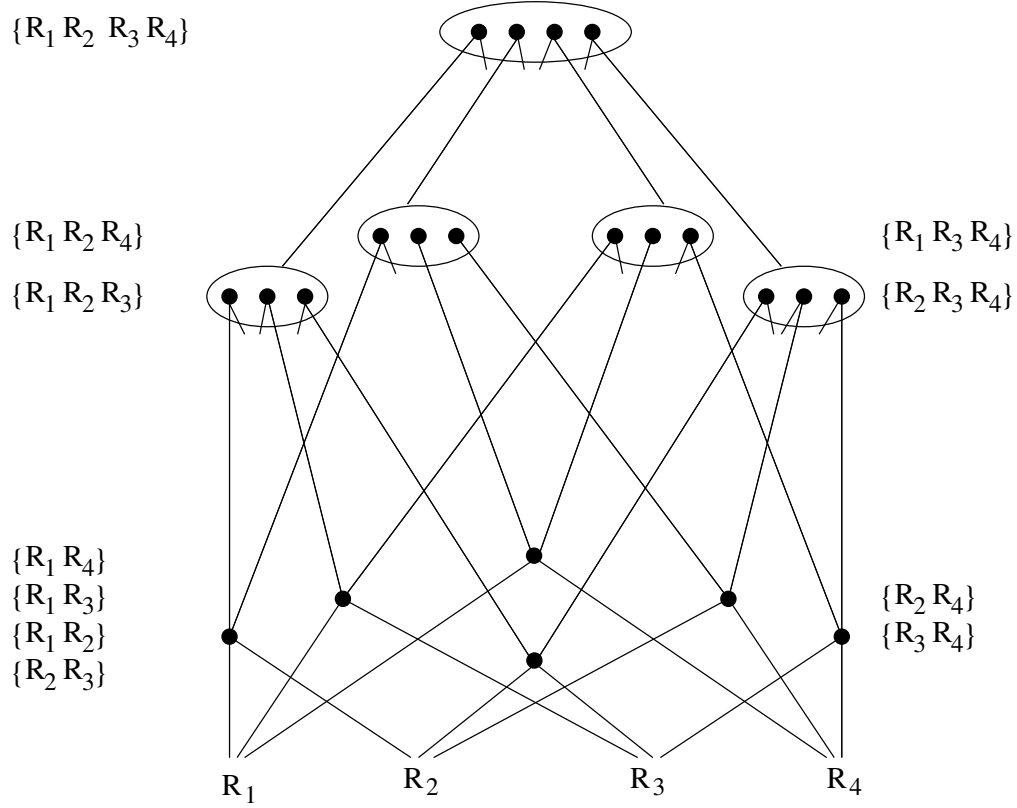 {R₁ R₂ R₃ R₄}
{R₁ R₂ R₄}
{R₁ R₃ R₄}
{R₁ R₂ R₃}
{R₂ R₃ R₄}
{R₁ R₄}
{R₁ R₃}
{R₂ R₄}
{R₁ R₂}
{R₃ R₄}
{R₂ R₃}
R₁ R₂ R₃ R₄